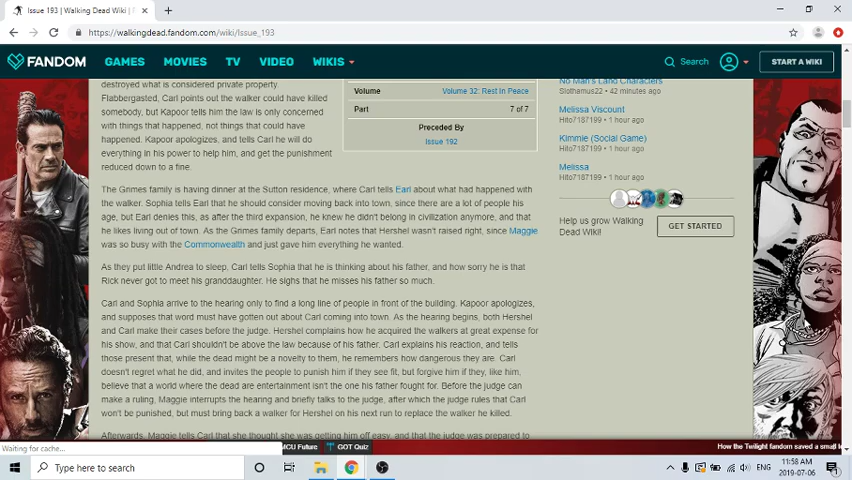 Issue 193 | Walking Dead Wiki |
https://walkingdead.fandom.com/wiki/Issue_193
FANDOM GAMES MOVIES TV VIDEO WIKIS Search START A WIKI
destroyed what is considered private property.
Flabbergasted, Carl points out the walker could have killed
somebody, but Kapoor tells him the law is only concerned
with things that happened, not things that could have
happened. Kapoor apologizes, and tells Carl he will do
everything in his power to help him, and get the punishment
reduced down to a fine.
Volume Volume 32: Rest In Peace
Part 7 of 7
Preceded By
Issue 192
No Man's Land Characters
Slothamus22 • 42 minutes ago
Melissa Viscount
Hito7187199 • 1 hour ago
Kimmie (Social Game)
Hito7187199 • 1 hour ago
Melissa
Hito7187199 • 1 hour ago
Help us grow Walking
Dead Wiki!
GET STARTED
The Grimes family is having dinner at the Sutton residence, where Carl tells Earl about what had happened with
the walker. Sophia tells Earl that he should consider moving back into town, since there are a lot of people his
age, but Earl denies this, as after the third expansion, he knew he didn't belong in civilization anymore, and that
he likes living out of town. As the Grimes family departs, Earl notes that Hershel wasn't raised right, since Maggie
was so busy with the Commonwealth and just gave him everything he wanted.
As they put little Andrea to sleep, Carl tells Sophia that he is thinking about his father, and how sorry he is that
Rick never got to meet his granddaughter. He sighs that he misses his father so much.
Carl and Sophia arrive to the hearing only to find a long line of people in front of the building. Kapoor apologizes,
and supposes that word must have gotten out about Carl coming into town. As the hearing begins, both Hershel
and Carl make their cases before the judge. Hershel complains how he acquired the walkers at great expense for
his show, and that Carl shouldn't be above the law because of his father. Carl explains his reaction, and tells
those present that, while the dead might be a novelty to them, he remembers how dangerous they are. Carl
doesn't regret what he did, and invites the people to punish him if they see fit, but forgive him if they, like him,
believe that a world where the dead are entertainment isn't the one his father fought for. Before the judge can
make a ruling, Maggie interrupts the hearing and briefly talks to the judge, after which the judge rules that Carl
won't be punished, but must bring back a walker for Hershel on his next run to replace the walker he killed.
Afterwards, Maggie tells Carl that she thought she was getting him off easy, and that the judge was prepared to
Waiting for cache...
MCU Future GOT Quiz How the Twilight fandom saved a small
Type here to search
ENG
11:58 AM
2019-07-06